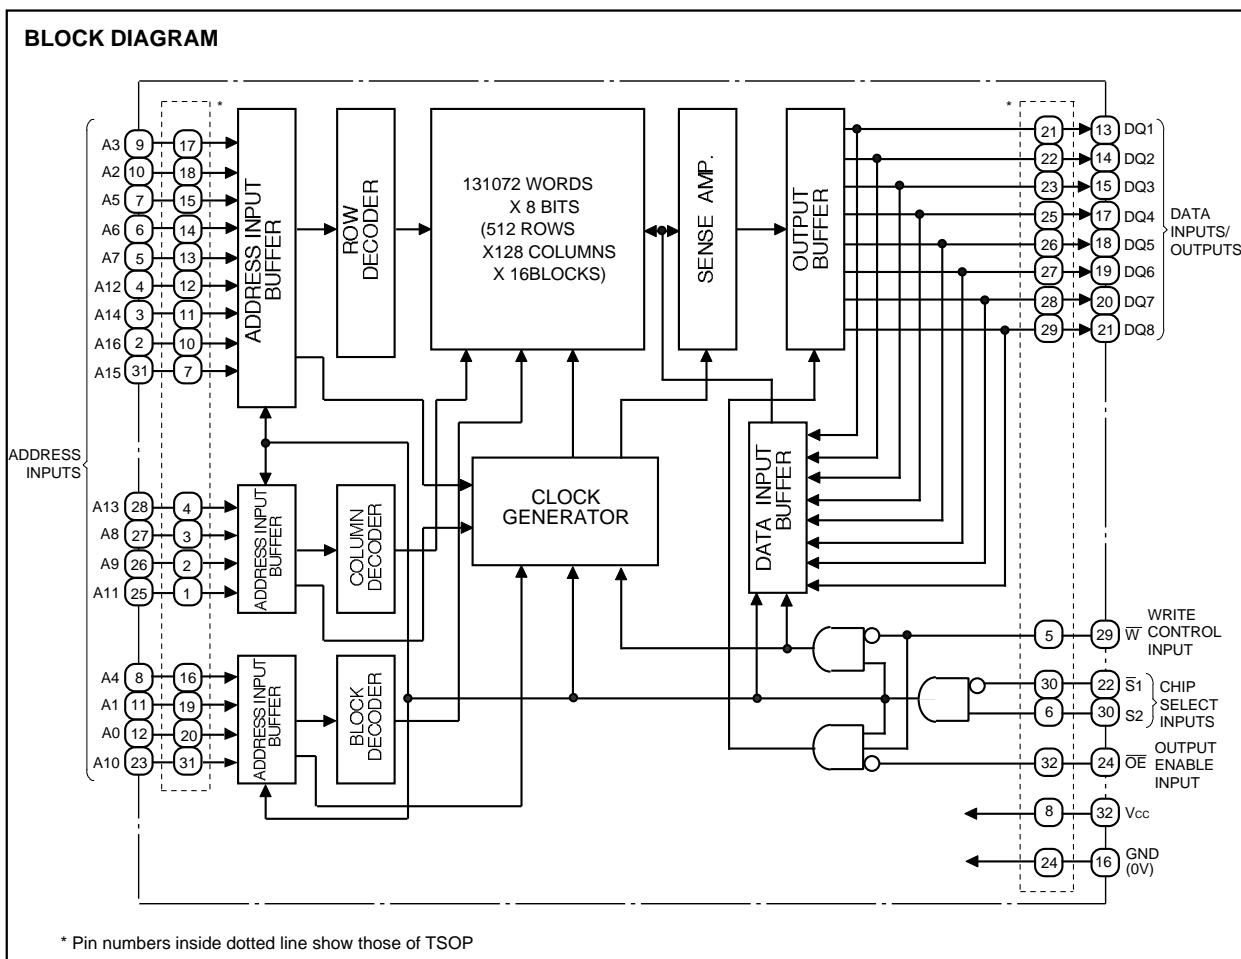 BLOCK DIAGRAM
*
*
A3 9 17
A2 10 18
A5 7 15
A6 6 14
A7 5 13
A12 4 12
A14 3 11
A16 2 10
A15 31 7
ADDRESS
INPUTS
A13 28 4
A8 27 3
A9 26 2
A11 25 1
A4 8 16
A1 11 19
A0 12 20
A10 23 31
ADDRESS INPUT
BUFFER
ROW
DECODER
131072 WORDS
X 8 BITS
(512 ROWS
X128 COLUMNS
X 16BLOCKS)
SENSE AMP.
OUTPUT
BUFFER
21 13 DQ1
22 14 DQ2
23 15 DQ3
25 17 DQ4
26 18 DQ5
27 19 DQ6
28 20 DQ7
29 21 DQ8
DATA
INPUTS/
OUTPUTS
ADDRESS INPUT
BUFFER
COLUMN
DECODER
CLOCK
GENERATOR
DATA INPUT
BUFFER
ADDRESS INPUT
BUFFER
BLOCK
DECODER
5 29 W̅
WRITE
CONTROL
INPUT
30 22 S̅1
6 30 S2
CHIP
SELECT
INPUTS
32 24 O̅E̅
OUTPUT
ENABLE
INPUT
8 32 Vcc
24 16 GND
(0V)
* Pin numbers inside dotted line show those of TSOP